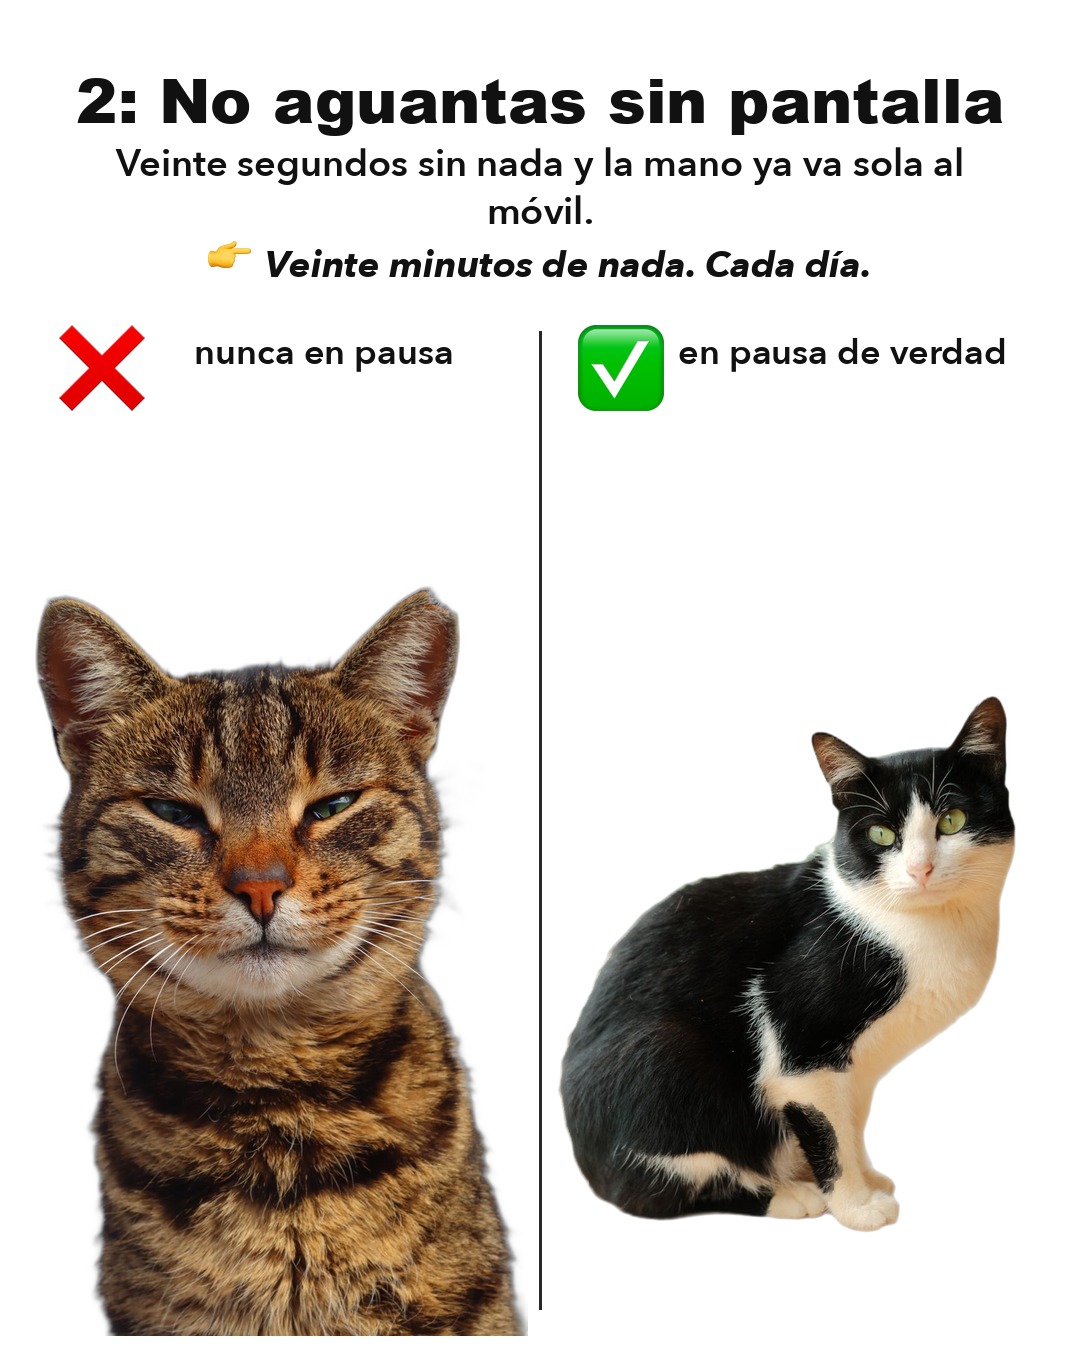 2: No aguantas sin pantalla
Veinte segundos sin nada y la mano ya va sola al
móvil.
👉 Veinte minutos de nada. Cada día.
❌ nunca en pausa
✅ en pausa de verdad